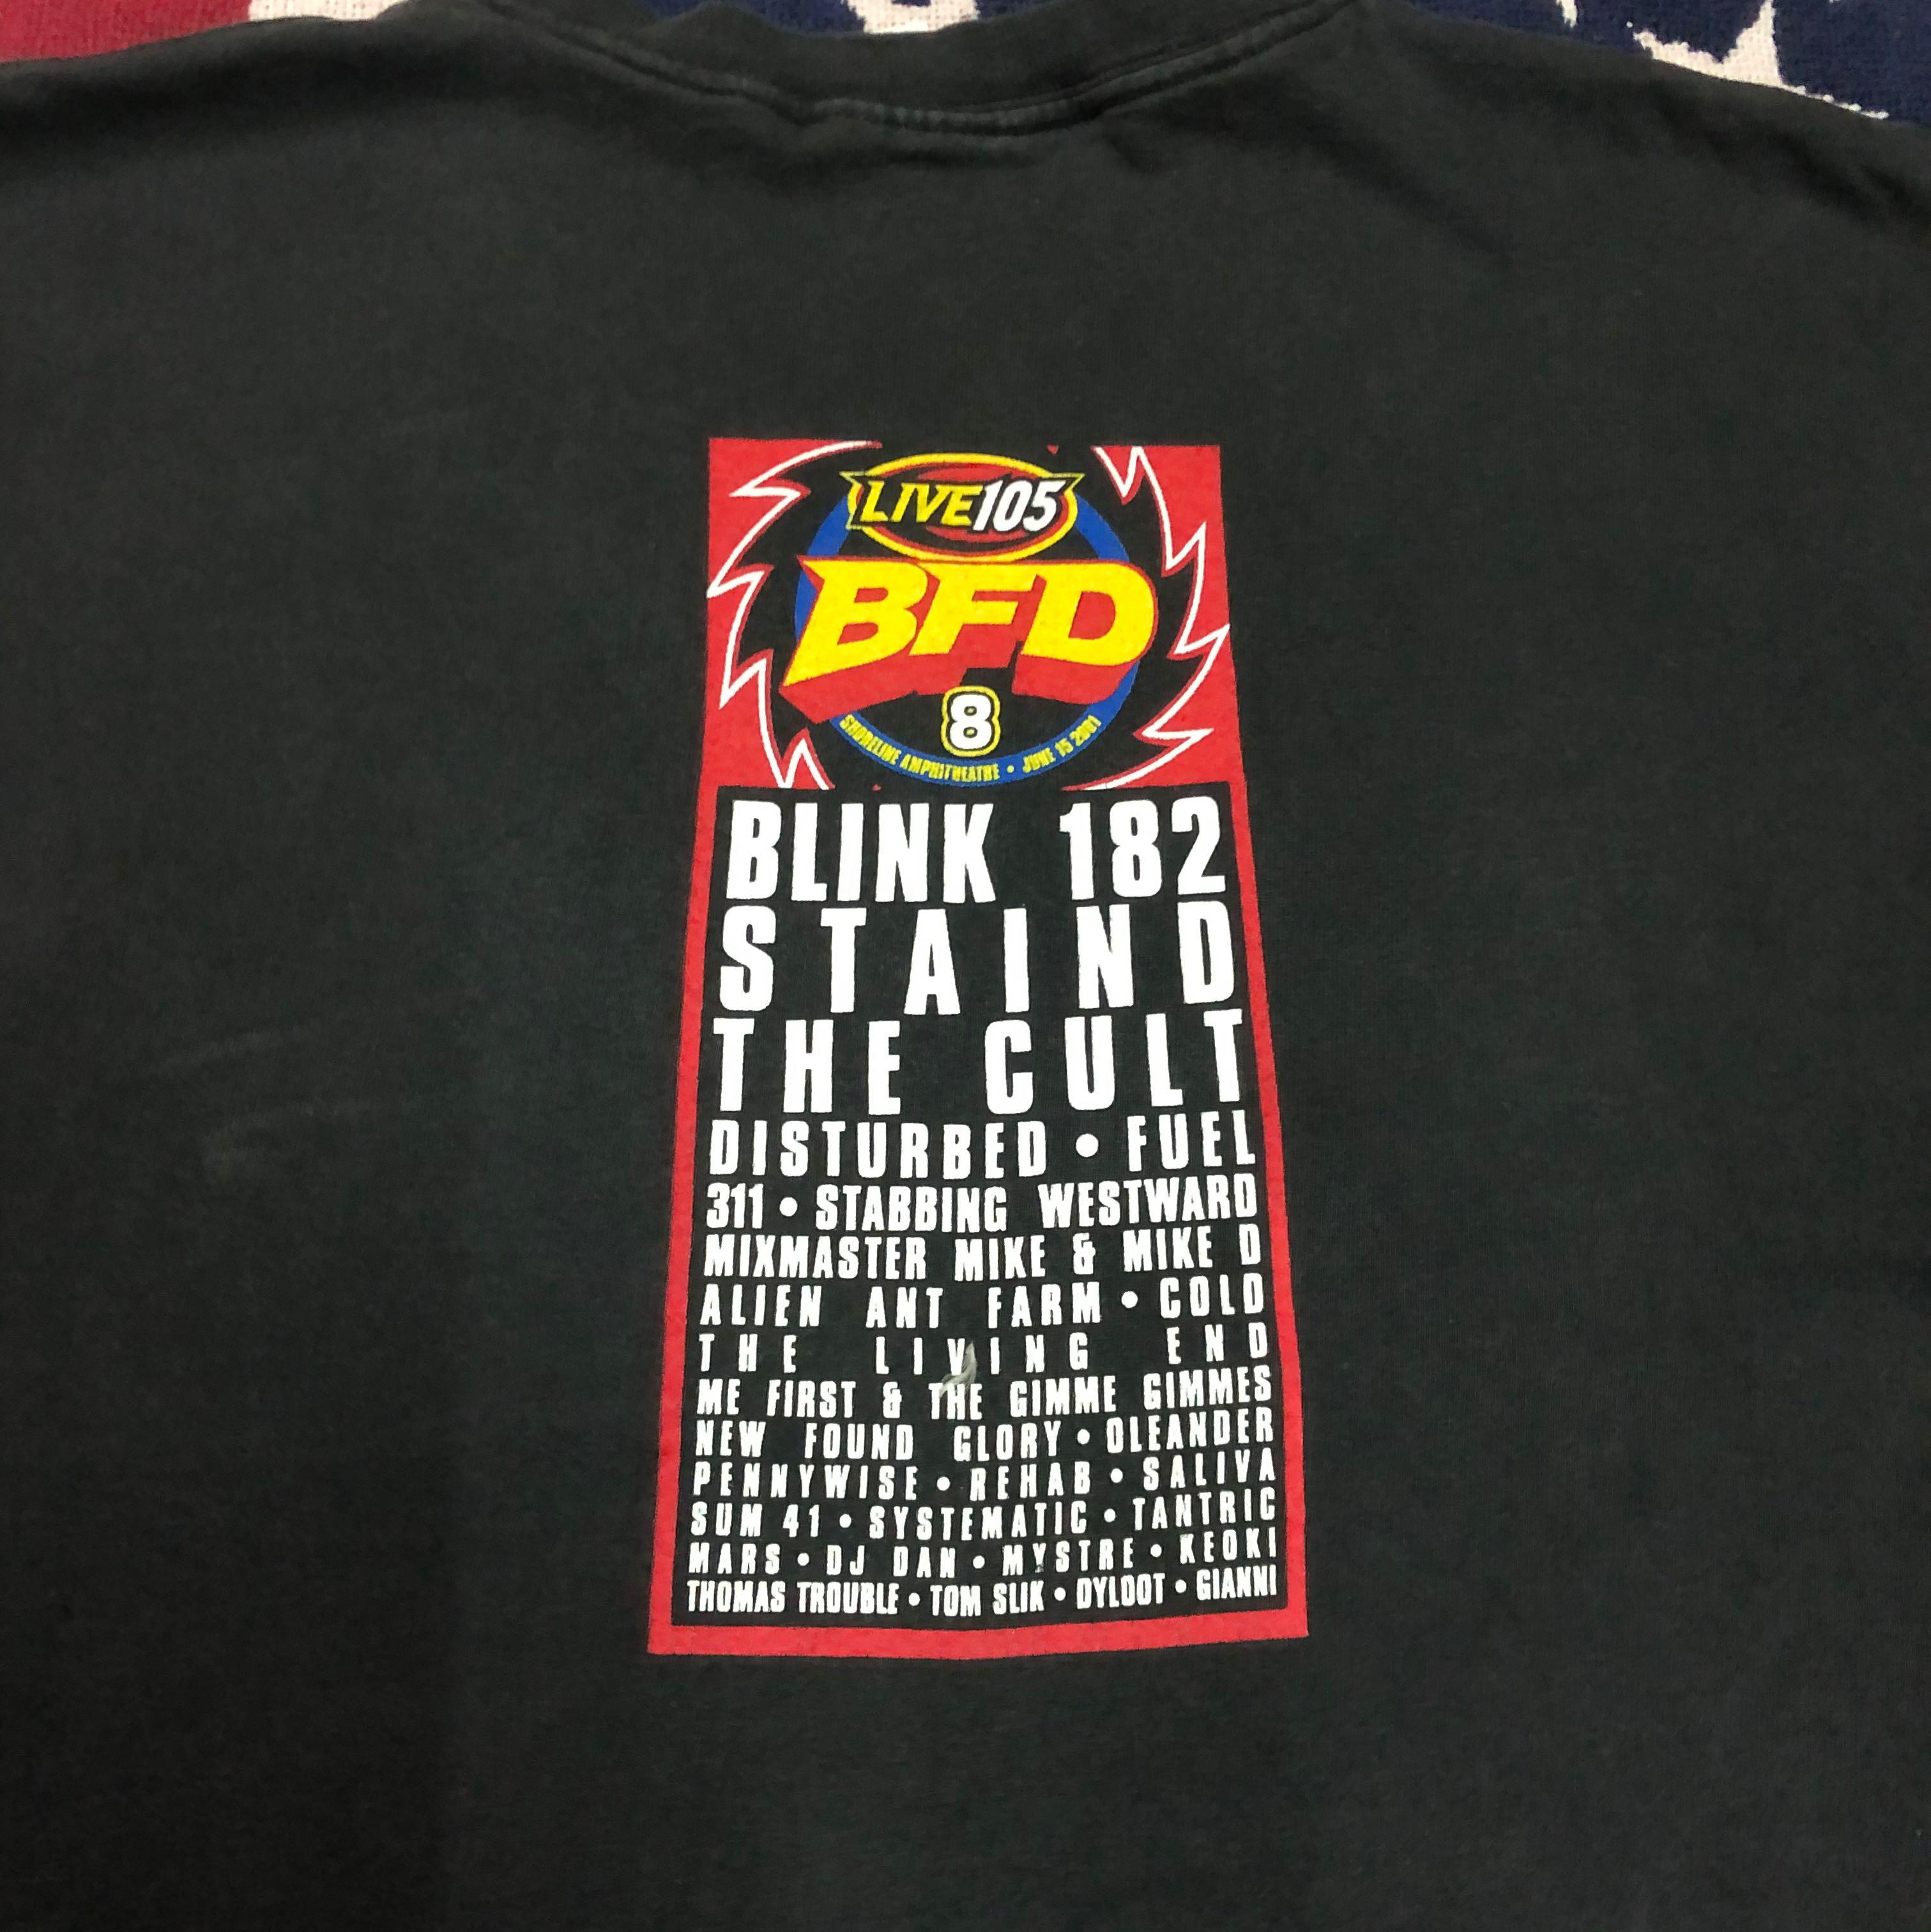 LIVE105
BFD
8
SHORELINE AMPHITHEATRE • JUNE 15 2001
BLINK 182
STAIND
THE CULT
DISTURBED • FUEL
311 • STABBING WESTWARD
MIXMASTER MIKE & MIKE D
ALIEN ANT FARM • COLD
THE LIVING END
ME FIRST & THE GIMME GIMMES
NEW FOUND GLORY • OLEANDER
PENNYWISE • REHAB • SALIVA
SUM 41 • SYSTEMATIC • TANTRIC
MARS • DJ DAN • MYSTRE • KEOKI
THOMAS TROUBLE • TOM SLIK • DYLOOT • GIANNI